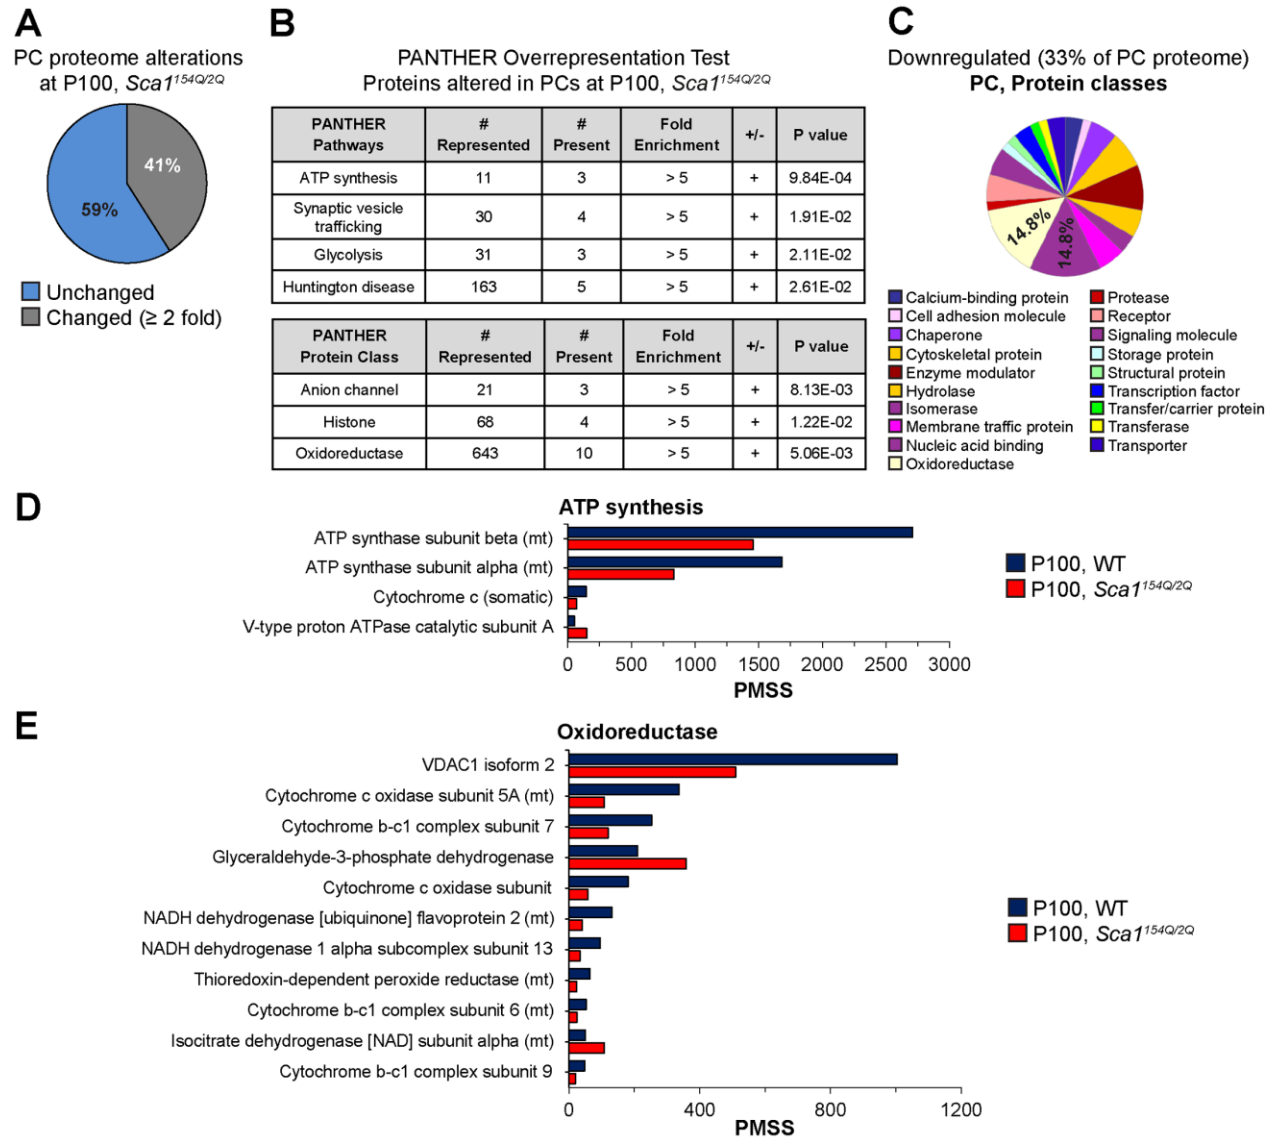 A
PC proteome alterations
at P100, Sca1154Q/2Q
41%
59%
Unchanged
Changed (≥ 2 fold)
B
PANTHER Overrepresentation Test
Proteins altered in PCs at P100, Sca1154Q/2Q
PANTHER Pathways # Represented # Present Fold Enrichment +/- P value
ATP synthesis 11 3 > 5 + 9.84E-04
Synaptic vesicle trafficking 30 4 > 5 + 1.91E-02
Glycolysis 31 3 > 5 + 2.11E-02
Huntington disease 163 5 > 5 + 2.61E-02
PANTHER Protein Class # Represented # Present Fold Enrichment +/- P value
Anion channel 21 3 > 5 + 8.13E-03
Histone 68 4 > 5 + 1.22E-02
Oxidoreductase 643 10 > 5 + 5.06E-03
C
Downregulated (33% of PC proteome)
PC, Protein classes
14.8%
14.8%
Calcium-binding protein
Cell adhesion molecule
Chaperone
Cytoskeletal protein
Enzyme modulator
Hydrolase
Isomerase
Membrane traffic protein
Nucleic acid binding
Oxidoreductase
Protease
Receptor
Signaling molecule
Storage protein
Structural protein
Transcription factor
Transfer/carrier protein
Transferase
Transporter
D
ATP synthesis
ATP synthase subunit beta (mt)
ATP synthase subunit alpha (mt)
Cytochrome c (somatic)
V-type proton ATPase catalytic subunit A
0 500 1000 1500 2000 2500 3000
PMSS
P100, WT
P100, Sca1154Q/2Q
E
Oxidoreductase
VDAC1 isoform 2
Cytochrome c oxidase subunit 5A (mt)
Cytochrome b-c1 complex subunit 7
Glyceraldehyde-3-phosphate dehydrogenase
Cytochrome c oxidase subunit
NADH dehydrogenase [ubiquinone] flavoprotein 2 (mt)
NADH dehydrogenase 1 alpha subcomplex subunit 13
Thioredoxin-dependent peroxide reductase (mt)
Cytochrome b-c1 complex subunit 6 (mt)
Isocitrate dehydrogenase [NAD] subunit alpha (mt)
Cytochrome b-c1 complex subunit 9
0 400 800 1200
PMSS
P100, WT
P100, Sca1154Q/2Q